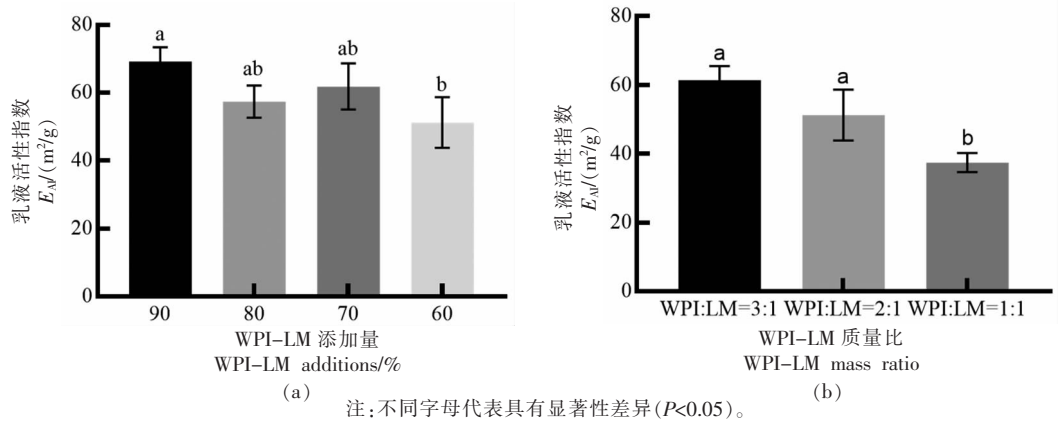 80
60
40
20
0
乳液活性指数
E_AI/(m²/g)
a
ab
ab
b
90 80 70 60
WPI-LM 添加量
WPI-LM additions/%
(a)
80
60
40
20
0
乳液活性指数
E_AI/(m²/g)
a
a
b
WPI:LM=3:1 WPI:LM=2:1 WPI:LM=1:1
WPI-LM 质量比
WPI-LM mass ratio
(b)
注:不同字母代表具有显著性差异(P<0.05)。